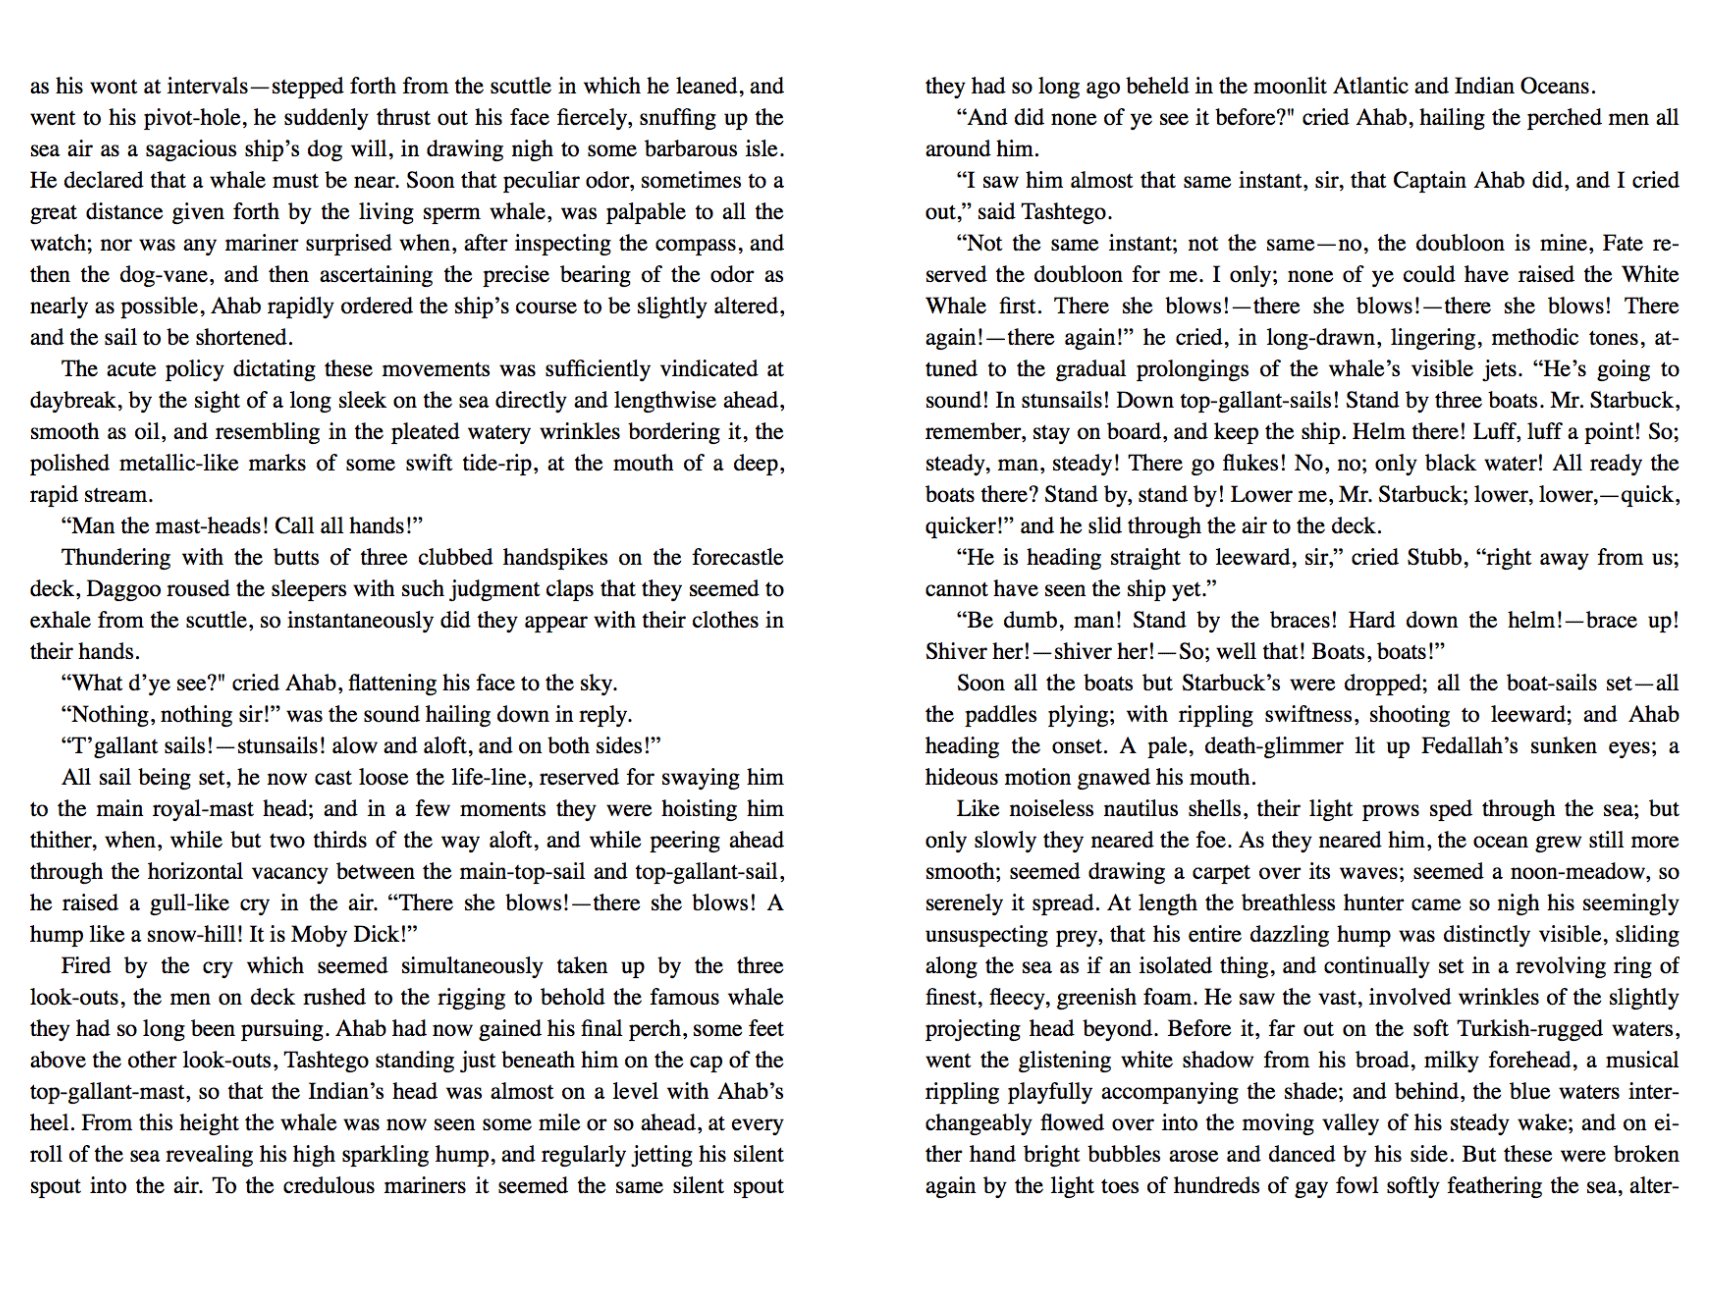 as his wont at intervals—stepped forth from the scuttle in which he leaned, and
went to his pivot-hole, he suddenly thrust out his face fiercely, snuffing up the
sea air as a sagacious ship’s dog will, in drawing nigh to some barbarous isle.
He declared that a whale must be near. Soon that peculiar odor, sometimes to a
great distance given forth by the living sperm whale, was palpable to all the
watch; nor was any mariner surprised when, after inspecting the compass, and
then the dog-vane, and then ascertaining the precise bearing of the odor as
nearly as possible, Ahab rapidly ordered the ship’s course to be slightly altered,
and the sail to be shortened.
The acute policy dictating these movements was sufficiently vindicated at
daybreak, by the sight of a long sleek on the sea directly and lengthwise ahead,
smooth as oil, and resembling in the pleated watery wrinkles bordering it, the
polished metallic-like marks of some swift tide-rip, at the mouth of a deep,
rapid stream.
“Man the mast-heads! Call all hands!”
Thundering with the butts of three clubbed handspikes on the forecastle
deck, Daggoo roused the sleepers with such judgment claps that they seemed to
exhale from the scuttle, so instantaneously did they appear with their clothes in
their hands.
“What d’ye see?" cried Ahab, flattening his face to the sky.
“Nothing, nothing sir!” was the sound hailing down in reply.
“T’gallant sails!—stunsails! alow and aloft, and on both sides!”
All sail being set, he now cast loose the life-line, reserved for swaying him
to the main royal-mast head; and in a few moments they were hoisting him
thither, when, while but two thirds of the way aloft, and while peering ahead
through the horizontal vacancy between the main-top-sail and top-gallant-sail,
he raised a gull-like cry in the air. “There she blows!—there she blows! A
hump like a snow-hill! It is Moby Dick!”
Fired by the cry which seemed simultaneously taken up by the three
look-outs, the men on deck rushed to the rigging to behold the famous whale
they had so long been pursuing. Ahab had now gained his final perch, some feet
above the other look-outs, Tashtego standing just beneath him on the cap of the
top-gallant-mast, so that the Indian’s head was almost on a level with Ahab’s
heel. From this height the whale was now seen some mile or so ahead, at every
roll of the sea revealing his high sparkling hump, and regularly jetting his silent
spout into the air. To the credulous mariners it seemed the same silent spout
they had so long ago beheld in the moonlit Atlantic and Indian Oceans.
“And did none of ye see it before?" cried Ahab, hailing the perched men all
around him.
“I saw him almost that same instant, sir, that Captain Ahab did, and I cried
out,” said Tashtego.
“Not the same instant; not the same—no, the doubloon is mine, Fate re-
served the doubloon for me. I only; none of ye could have raised the White
Whale first. There she blows!—there she blows!—there she blows! There
again!—there again!” he cried, in long-drawn, lingering, methodic tones, at-
tuned to the gradual prolongings of the whale’s visible jets. “He’s going to
sound! In stunsails! Down top-gallant-sails! Stand by three boats. Mr. Starbuck,
remember, stay on board, and keep the ship. Helm there! Luff, luff a point! So;
steady, man, steady! There go flukes! No, no; only black water! All ready the
boats there? Stand by, stand by! Lower me, Mr. Starbuck; lower, lower,—quick,
quicker!” and he slid through the air to the deck.
“He is heading straight to leeward, sir,” cried Stubb, “right away from us;
cannot have seen the ship yet.”
“Be dumb, man! Stand by the braces! Hard down the helm!—brace up!
Shiver her!—shiver her!—So; well that! Boats, boats!”
Soon all the boats but Starbuck’s were dropped; all the boat-sails set—all
the paddles plying; with rippling swiftness, shooting to leeward; and Ahab
heading the onset. A pale, death-glimmer lit up Fedallah’s sunken eyes; a
hideous motion gnawed his mouth.
Like noiseless nautilus shells, their light prows sped through the sea; but
only slowly they neared the foe. As they neared him, the ocean grew still more
smooth; seemed drawing a carpet over its waves; seemed a noon-meadow, so
serenely it spread. At length the breathless hunter came so nigh his seemingly
unsuspecting prey, that his entire dazzling hump was distinctly visible, sliding
along the sea as if an isolated thing, and continually set in a revolving ring of
finest, fleecy, greenish foam. He saw the vast, involved wrinkles of the slightly
projecting head beyond. Before it, far out on the soft Turkish-rugged waters,
went the glistening white shadow from his broad, milky forehead, a musical
rippling playfully accompanying the shade; and behind, the blue waters inter-
changeably flowed over into the moving valley of his steady wake; and on ei-
ther hand bright bubbles arose and danced by his side. But these were broken
again by the light toes of hundreds of gay fowl softly feathering the sea, alter-